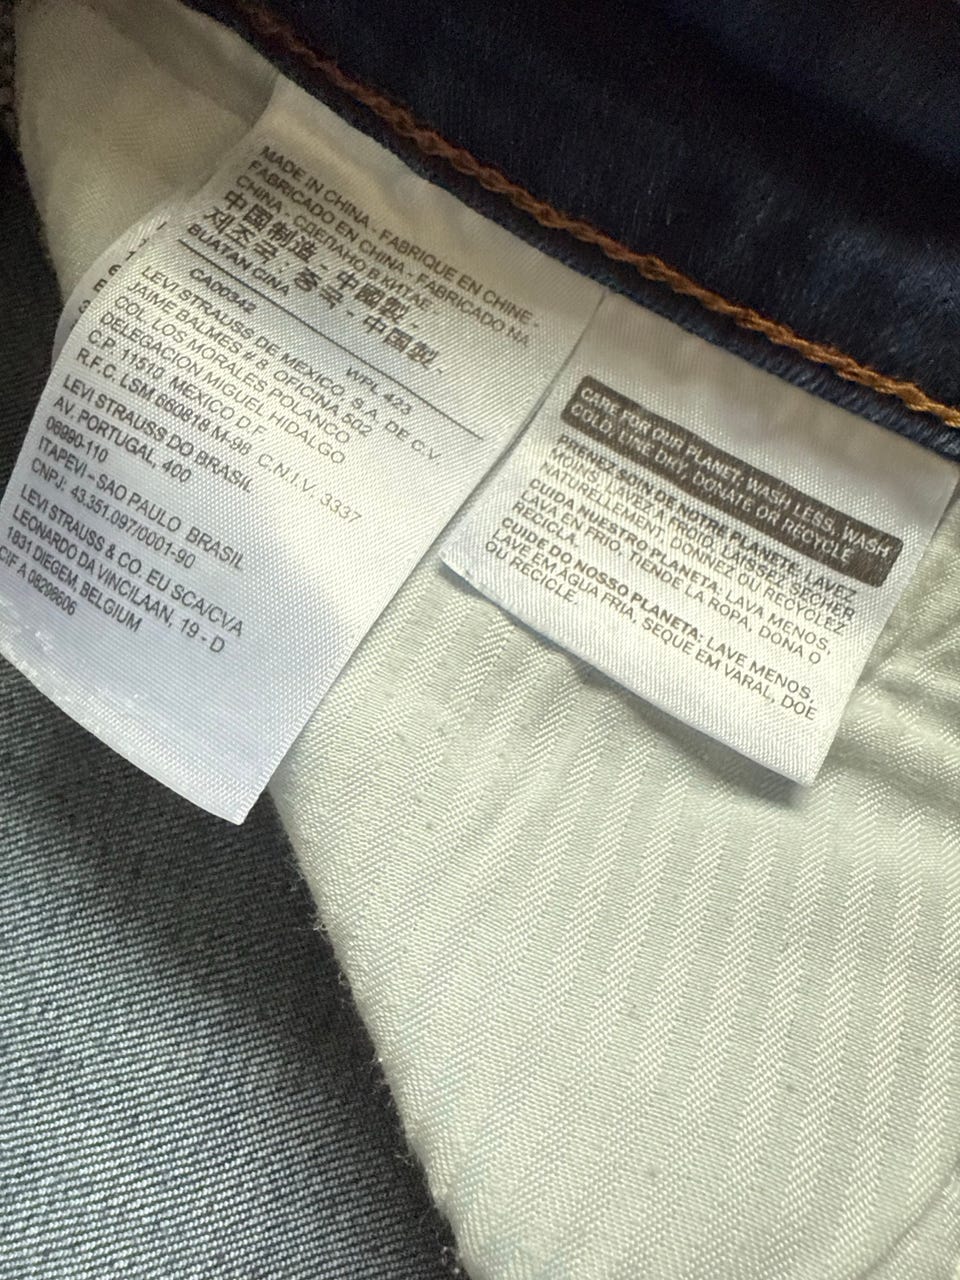 MADE IN CHINA - FABRIQUE EN CHINE -
FABRICADO EN CHINA - FABRICADO NA
CHINA - СДЕЛАНО В КИТАЕ -
中国制造 - 中國製 -
제조국: 중국 - 中国製 -
BUATAN CINA
CA00342 WPL 423
LEVI STRAUSS DE MEXICO, S.A. DE C.V.
JAIME BALMES # 8, OFICINA 502
COL. LOS MORALES POLANCO
DELEGACION MIGUEL HIDALGO
C.P. 11510 MEXICO D.F.
R.F.C. LSM 660818 M-98 C.N.I.V. 3337
LEVI STRAUSS DO BRASIL
AV. PORTUGAL, 400
06690-110
ITAPEVI - SAO PAULO BRASIL
CNPJ: 43.351.097/0001-90
LEVI STRAUSS & CO. EU SCA/CVA
LEONARDO DA VINCILAAN, 19 - D
1831 DIEGEM, BELGIUM
CIF A 08209606
CARE FOR OUR PLANET: WASH LESS, WASH
COLD, LINE DRY, DONATE OR RECYCLE
PRENEZ SOIN DE NOTRE PLANETE: LAVEZ
MOINS, LAVEZ A FROID, LAISSEZ SECHER
NATURELLEMENT, DONNEZ OU RECYCLEZ
CUIDA NUESTRO PLANETA: LAVA MENOS,
LAVA EN FRIO, TIENDE LA ROPA, DONA O
RECICLA.
CUIDE DO NOSSO PLANETA: LAVE MENOS,
LAVE EM ÁGUA FRIA, SEQUE EM VARAL, DOE
OU RECICLE.